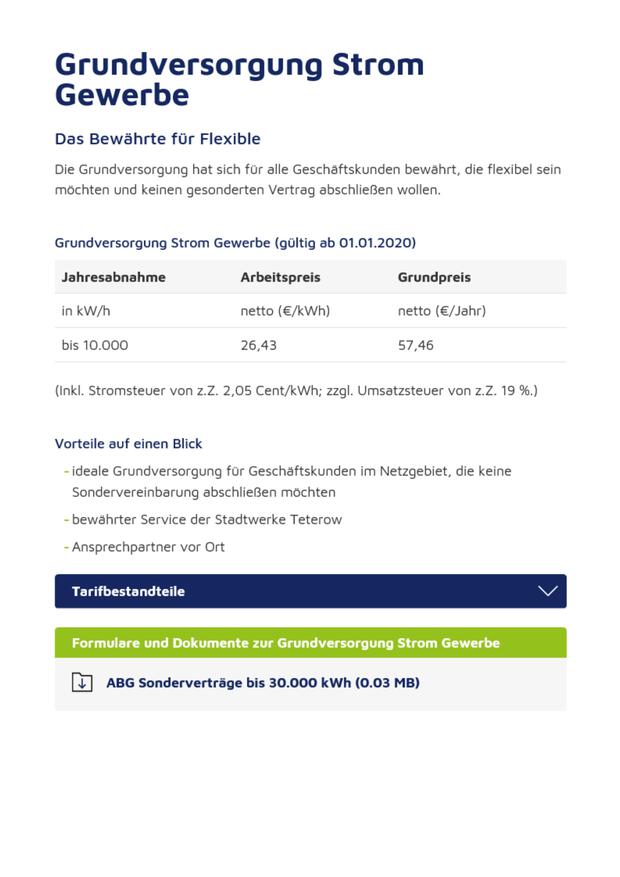 Grundversorgung Strom
Gewerbe
Das Bewährte für Flexible
Die Grundversorgung hat sich für alle Geschäftskunden bewährt, die flexibel sein
möchten und keinen gesonderten Vertrag abschließen wollen.
Grundversorgung Strom Gewerbe (gültig ab 01.01.2020)
Jahresabnahme Arbeitspreis Grundpreis
in kW/h netto (€/kWh) netto (€/Jahr)
bis 10.000 26,43 57,46
(Inkl. Stromsteuer von z.Z. 2,05 Cent/kWh; zzgl. Umsatzsteuer von z.Z. 19 %.)
Vorteile auf einen Blick
- ideale Grundversorgung für Geschäftskunden im Netzgebiet, die keine
Sondervereinbarung abschließen möchten
- bewährter Service der Stadtwerke Teterow
- Ansprechpartner vor Ort
Tarifbestandteile
Formulare und Dokumente zur Grundversorgung Strom Gewerbe
ABG Sonderverträge bis 30.000 kWh (0.03 MB)